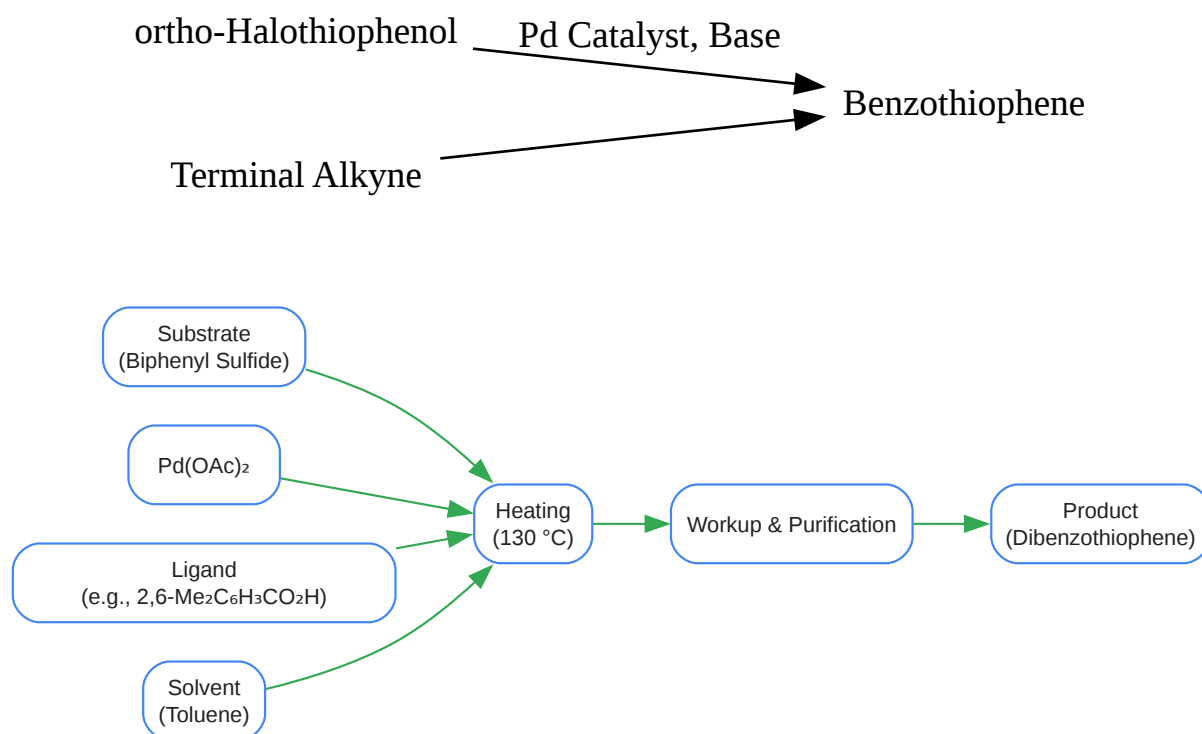 ortho-Halothiophenol
Pd Catalyst, Base
Benzothiophene
Terminal Alkyne
Substrate
(Biphenyl Sulfide)
Pd(OAc)₂
Ligand
(e.g., 2,6-Me₂C₆H₃CO₂H)
Solvent
(Toluene)
Heating
(130 °C)
Workup & Purification
Product
(Dibenzothiophene)